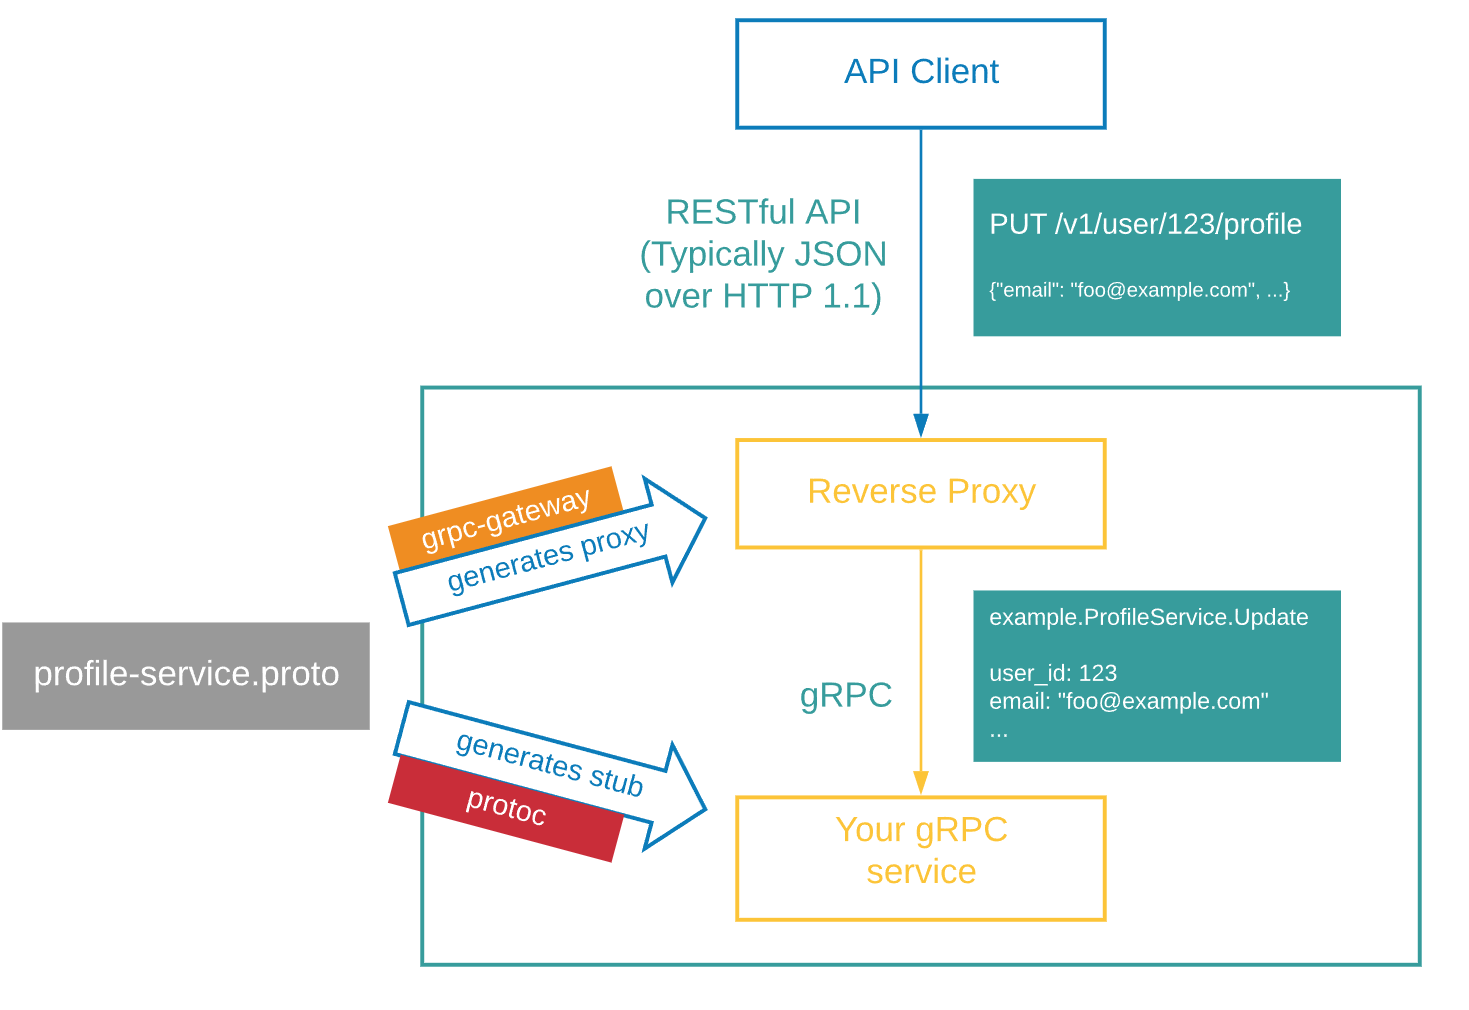 API Client
RESTful API
(Typically JSON
over HTTP 1.1)
PUT /v1/user/123/profile
{"email": "foo@example.com", ...}
Reverse Proxy
grpc-gateway
generates proxy
profile-service.proto
generates stub
protoc
gRPC
example.ProfileService.Update
user_id: 123
email: "foo@example.com"
...
Your gRPC
service